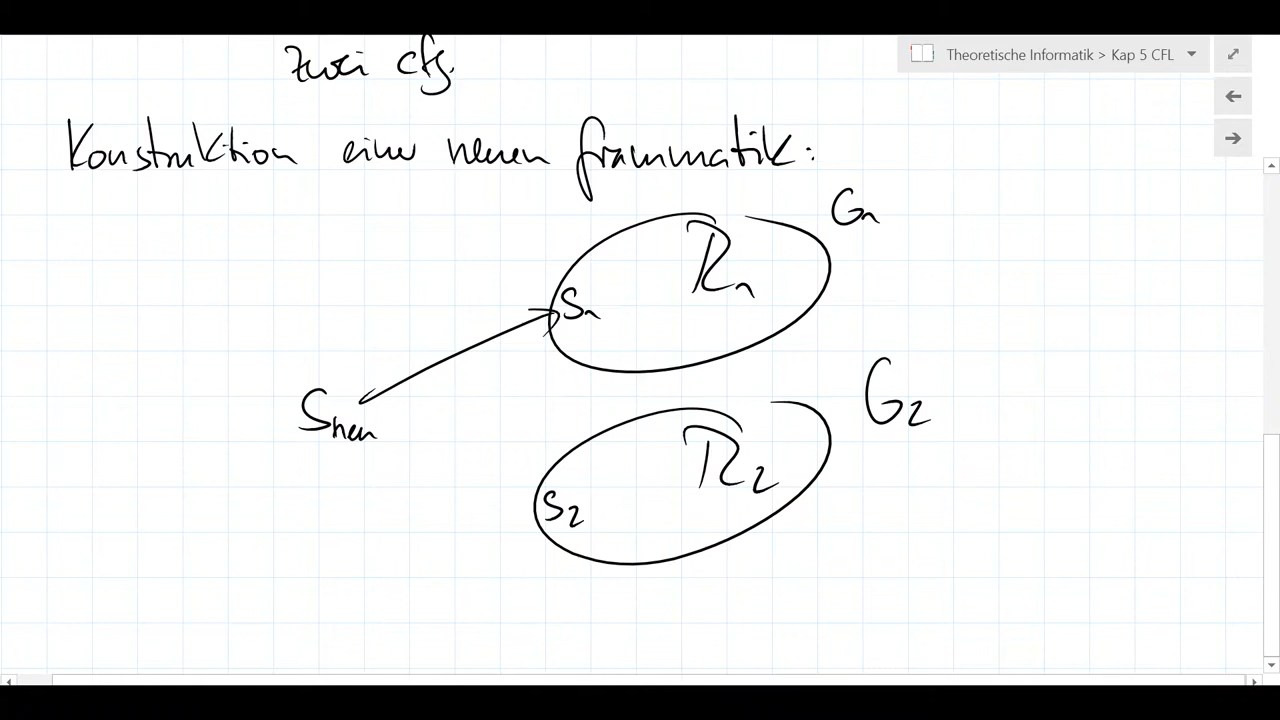 Theoretische Informatik > Kap 5 CFL
zwei cfg.
Konstruktion einer neuen Grammatik:
G1
R1
S1
Sneu
G2
R2
S2